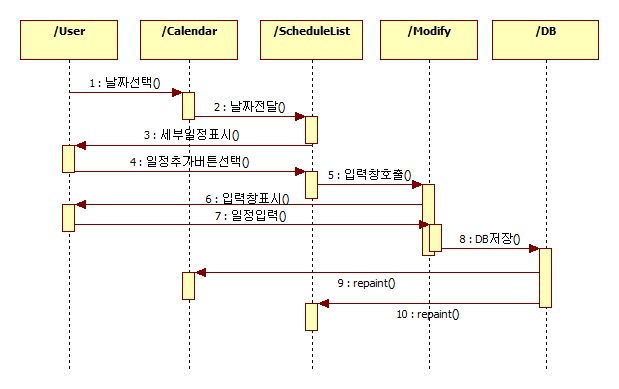 /User
/Calendar
/ScheduleList
/Modify
/DB
1 : 날짜선택()
2 : 날짜전달()
3 : 세부일정표시()
4 : 일정추가버튼선택()
5 : 입력창호출()
6 : 입력창표시()
7 : 일정입력()
8 : DB저장()
9 : repaint()
10 : repaint()